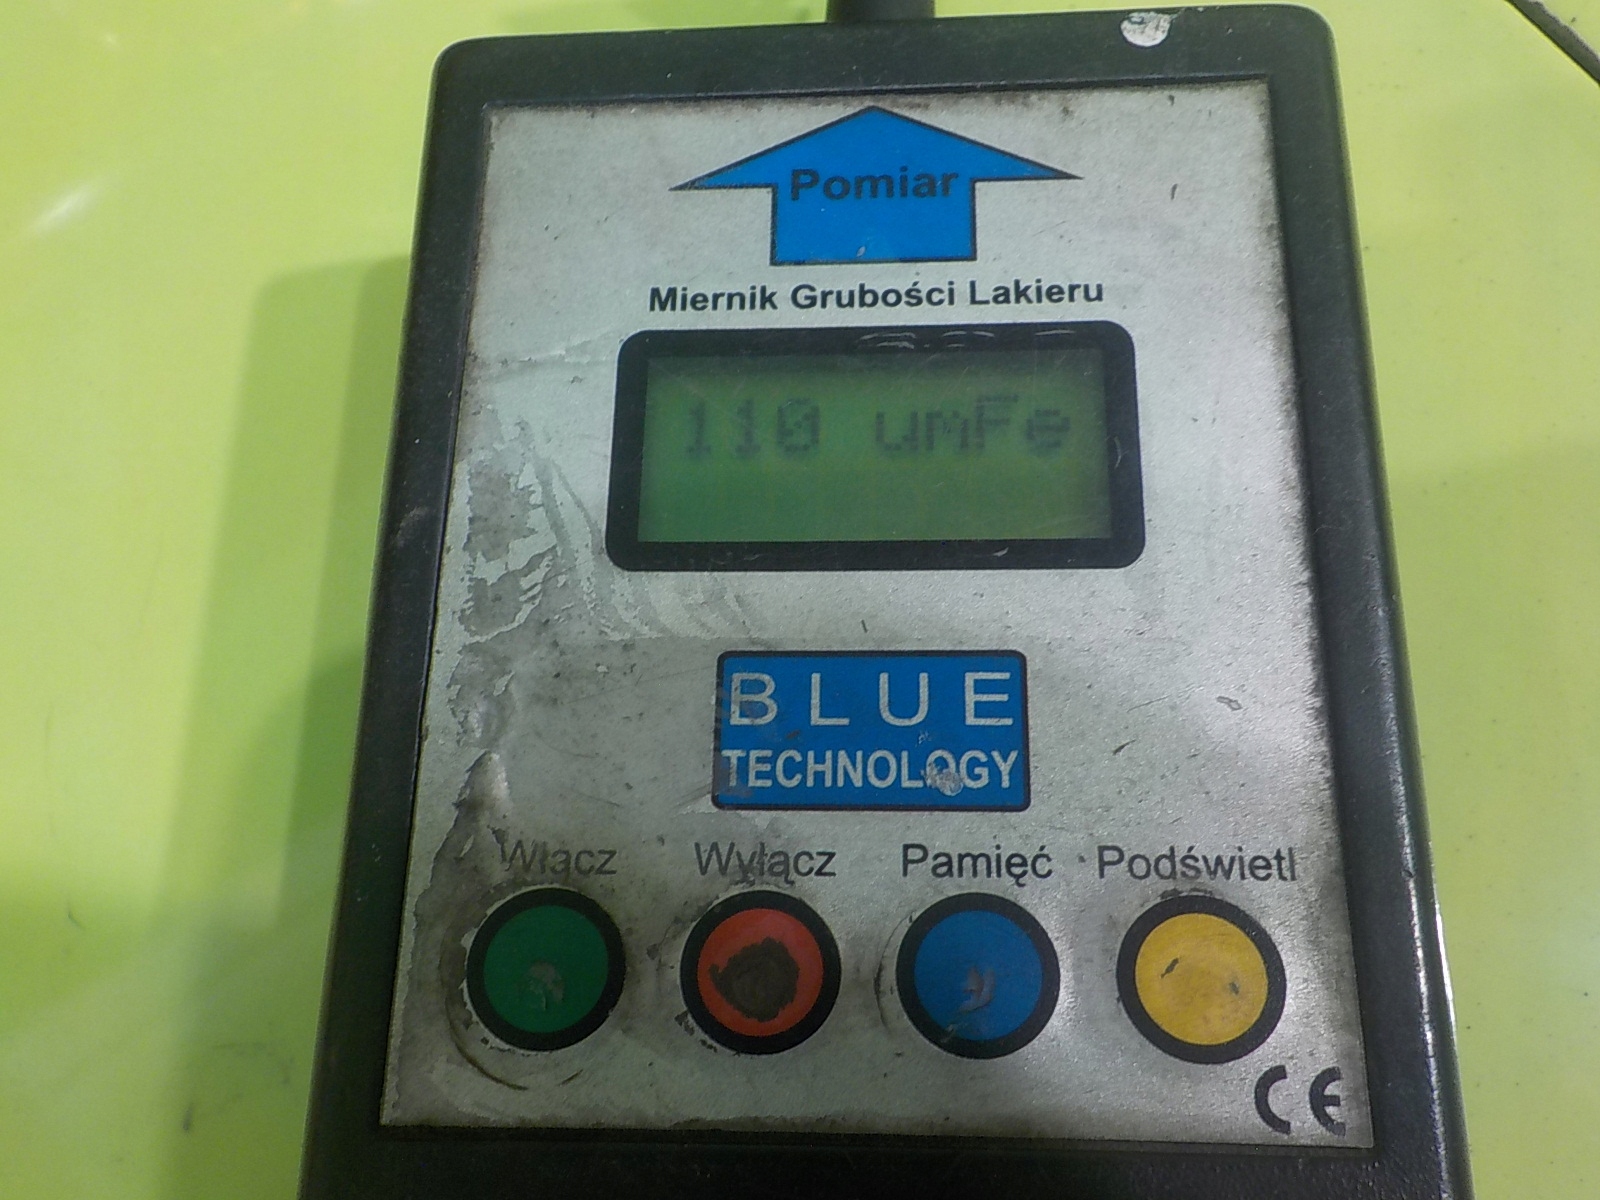 Pomiar
Miernik Grubości Lakieru
110 umFe
BLUE
TECHNOLOGY
Włącz Wyłącz Pamięć Podświetl
CE